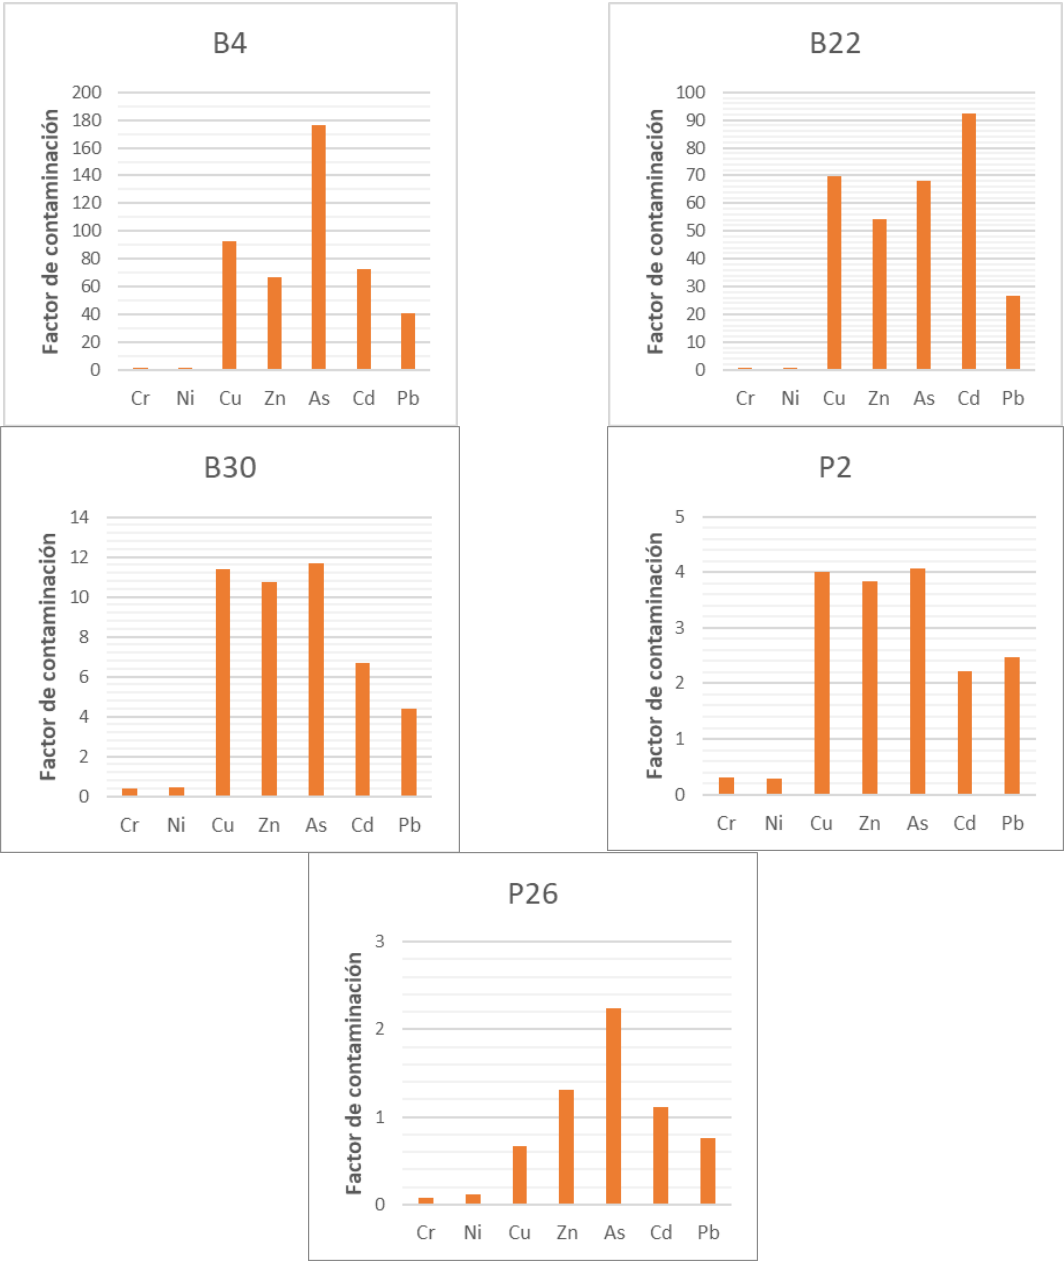 B4
Factor de contaminación
200
180
160
140
120
100
80
60
40
20
0
Cr Ni Cu Zn As Cd Pb
B22
Factor de contaminación
100
90
80
70
60
50
40
30
20
10
0
Cr Ni Cu Zn As Cd Pb
B30
Factor de contaminación
14
12
10
8
6
4
2
0
Cr Ni Cu Zn As Cd Pb
P2
Factor de contaminación
5
4
3
2
1
0
Cr Ni Cu Zn As Cd Pb
P26
Factor de contaminación
3
2
1
0
Cr Ni Cu Zn As Cd Pb